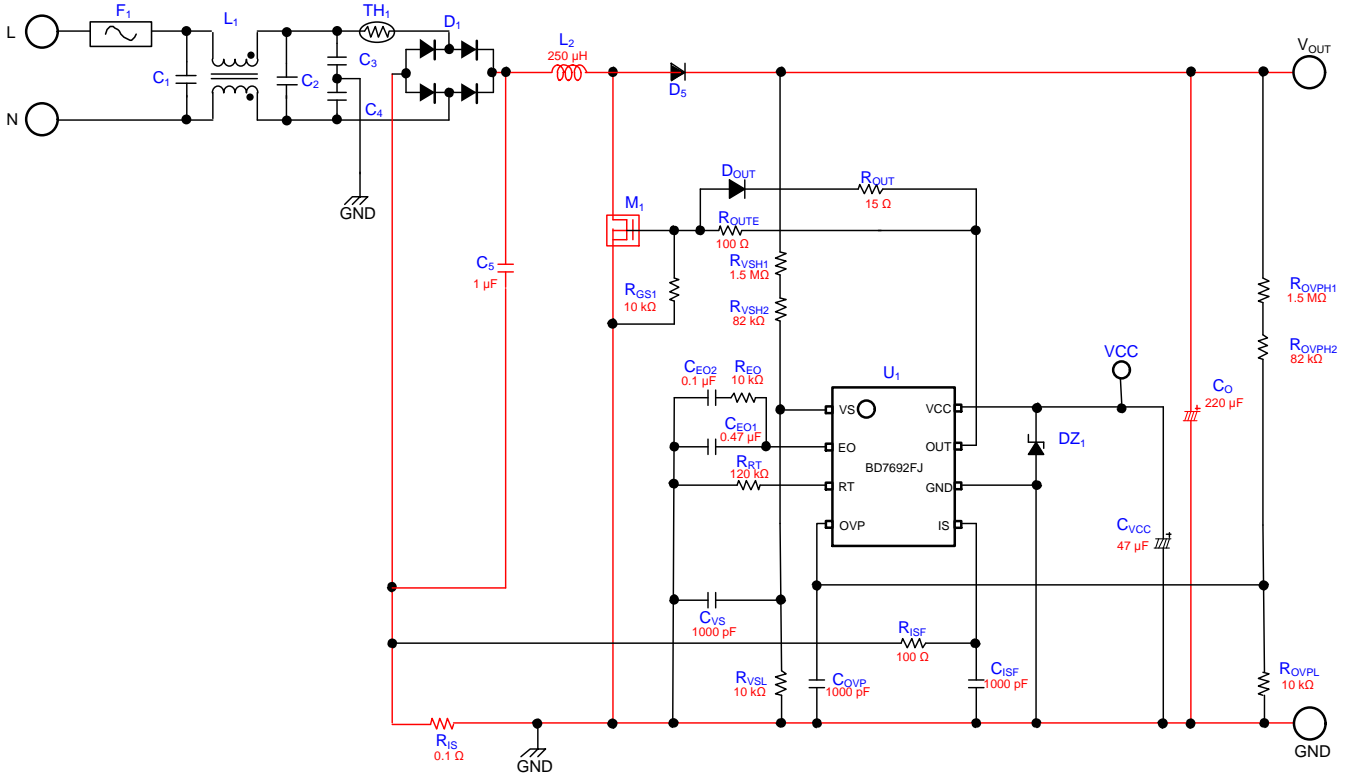 F1
L1
TH1
D1
L
C1
C2
C3
C4
N
GND
L2
250 µH
D5
VOUT
DOUT
ROUT
15 Ω
M1
ROUTE
100 Ω
C5
1 µF
RGS1
10 kΩ
RVSH1
1.5 MΩ
RVSH2
82 kΩ
ROVPH1
1.5 MΩ
ROVPH2
82 kΩ
CEO2
0.1 µF
REO
10 kΩ
U1
VCC
CO
220 µF
CEO1
0.47 µF
VS
VCC
EO
OUT
DZ1
RRT
120 kΩ
BD7692FJ
RT
GND
OVP
IS
CVCC
47 µF
CVS
1000 pF
RISF
100 Ω
RVSL
10 kΩ
COVP
1000 pF
CISF
1000 pF
ROVPL
10 kΩ
RIS
0.1 Ω
GND
GND